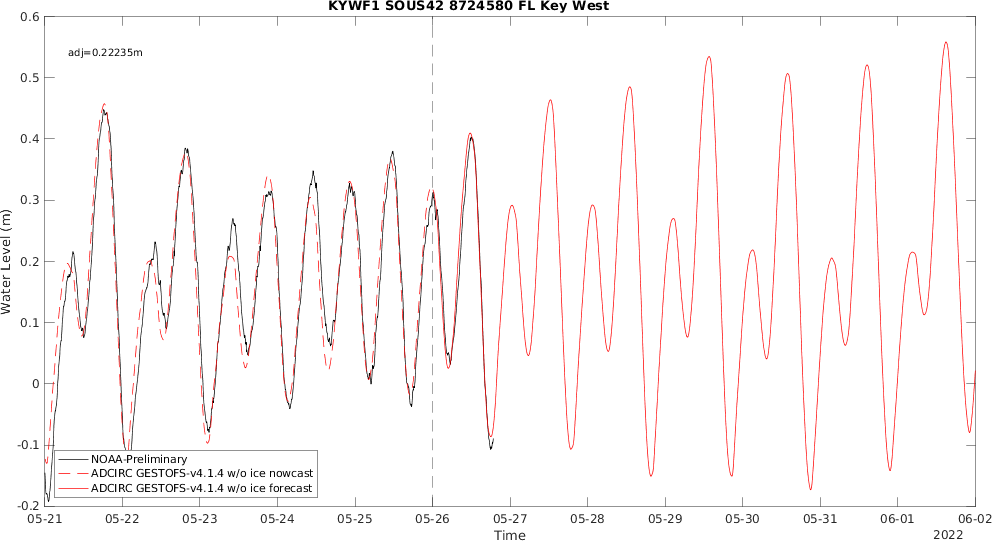 KYWF1 SOUS42 8724580 FL Key West
adj=0.22235m
Water Level (m)
0.6
0.5
0.4
0.3
0.2
0.1
0
-0.1
-0.2
NOAA-Preliminary
ADCIRC GESTOFS-v4.1.4 w/o ice nowcast
ADCIRC GESTOFS-v4.1.4 w/o ice forecast
05-21 05-22 05-23 05-24 05-25 05-26 05-27 05-28 05-29 05-30 05-31 06-01 06-02
Time
2022